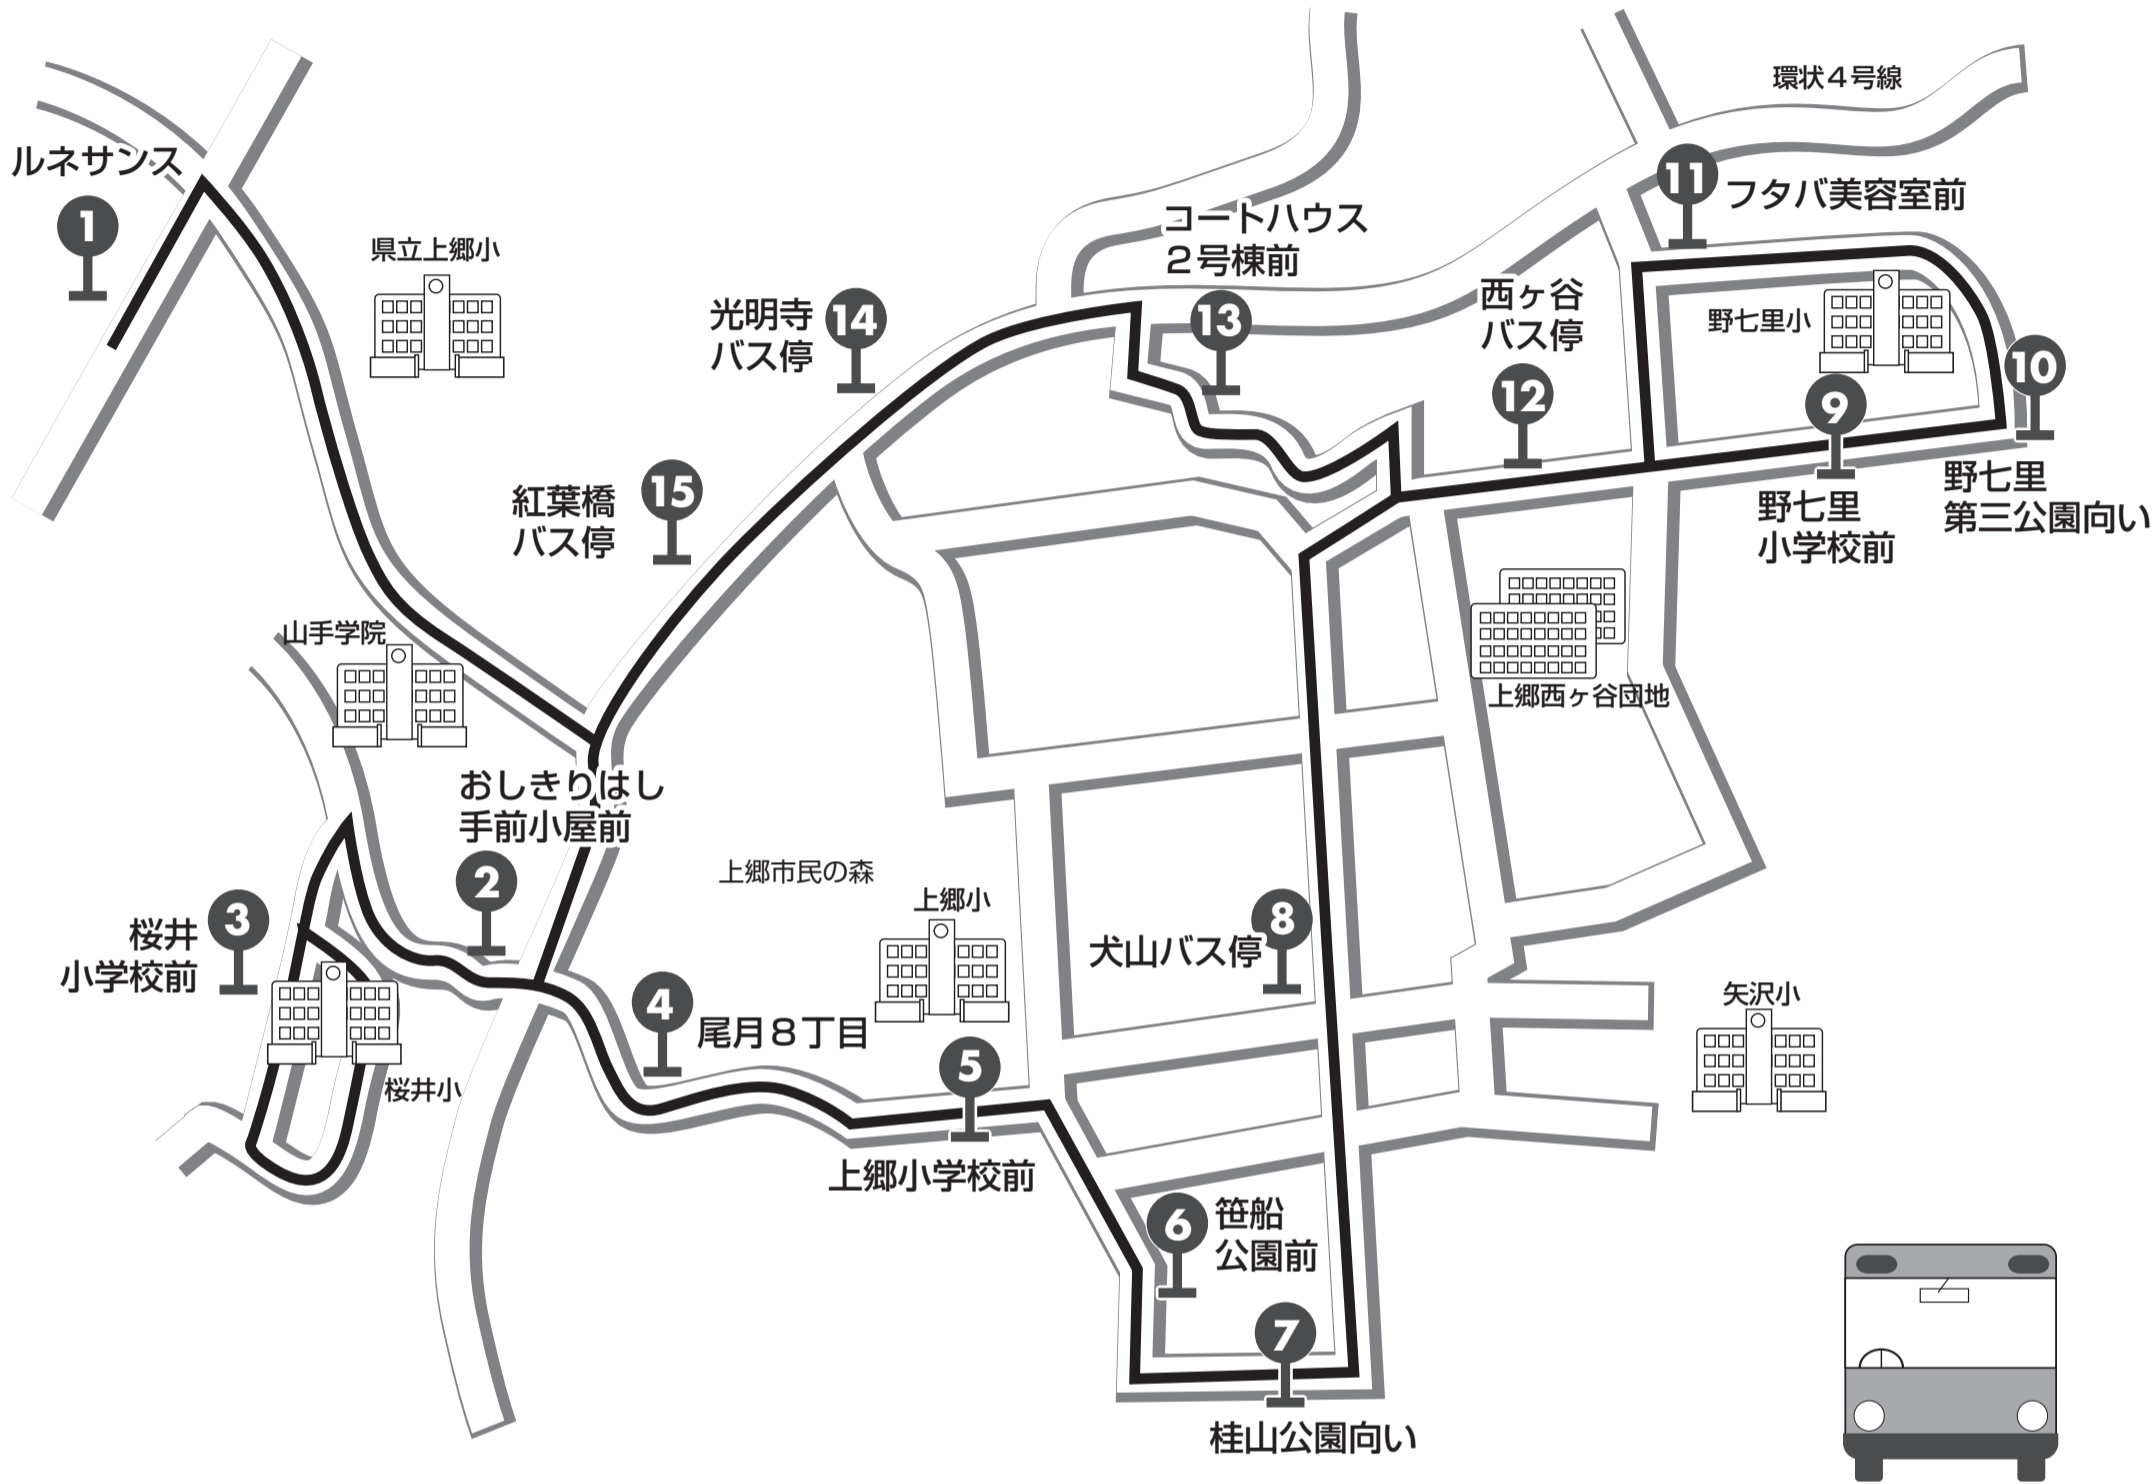 環状４号線
ルネサンス
1
11
フタバ美容室前
コートハウス
２号棟前
県立上郷小
西ヶ谷
バス停
13
光明寺
バス停
14
野七里小
12
10
9
紅葉橋
バス停
15
野七里
小学校前
野七里
第三公園向い
山手学院
上郷西ヶ谷団地
おしきりはし
手前小屋前
2
上郷市民の森
上郷小
桜井
小学校前
3
犬山バス停
8
矢沢小
4
尾月８丁目
5
桜井小
上郷小学校前
6
笹船
公園前
7
桂山公園向い